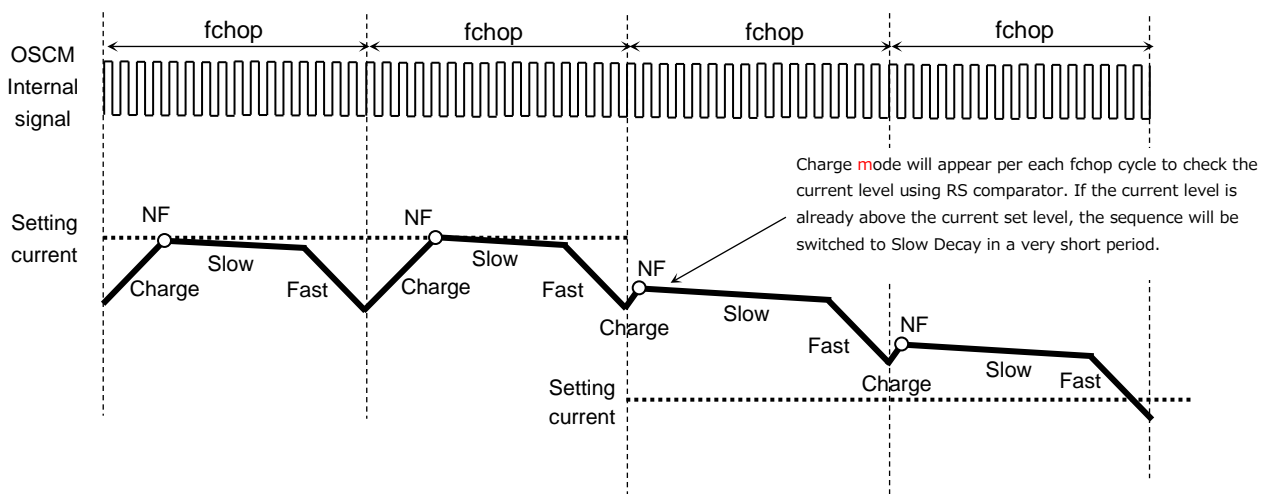 fchop
fchop
fchop
fchop
OSCM
Internal
signal
Charge mode will appear per each fchop cycle to check the
current level using RS comparator. If the current level is
already above the current set level, the sequence will be
switched to Slow Decay in a very short period.
Setting
current
NF
Slow
Charge
Fast
NF
Slow
Charge
Fast
NF
Slow
Charge
Fast
NF
Slow
Charge
Fast
Setting
current